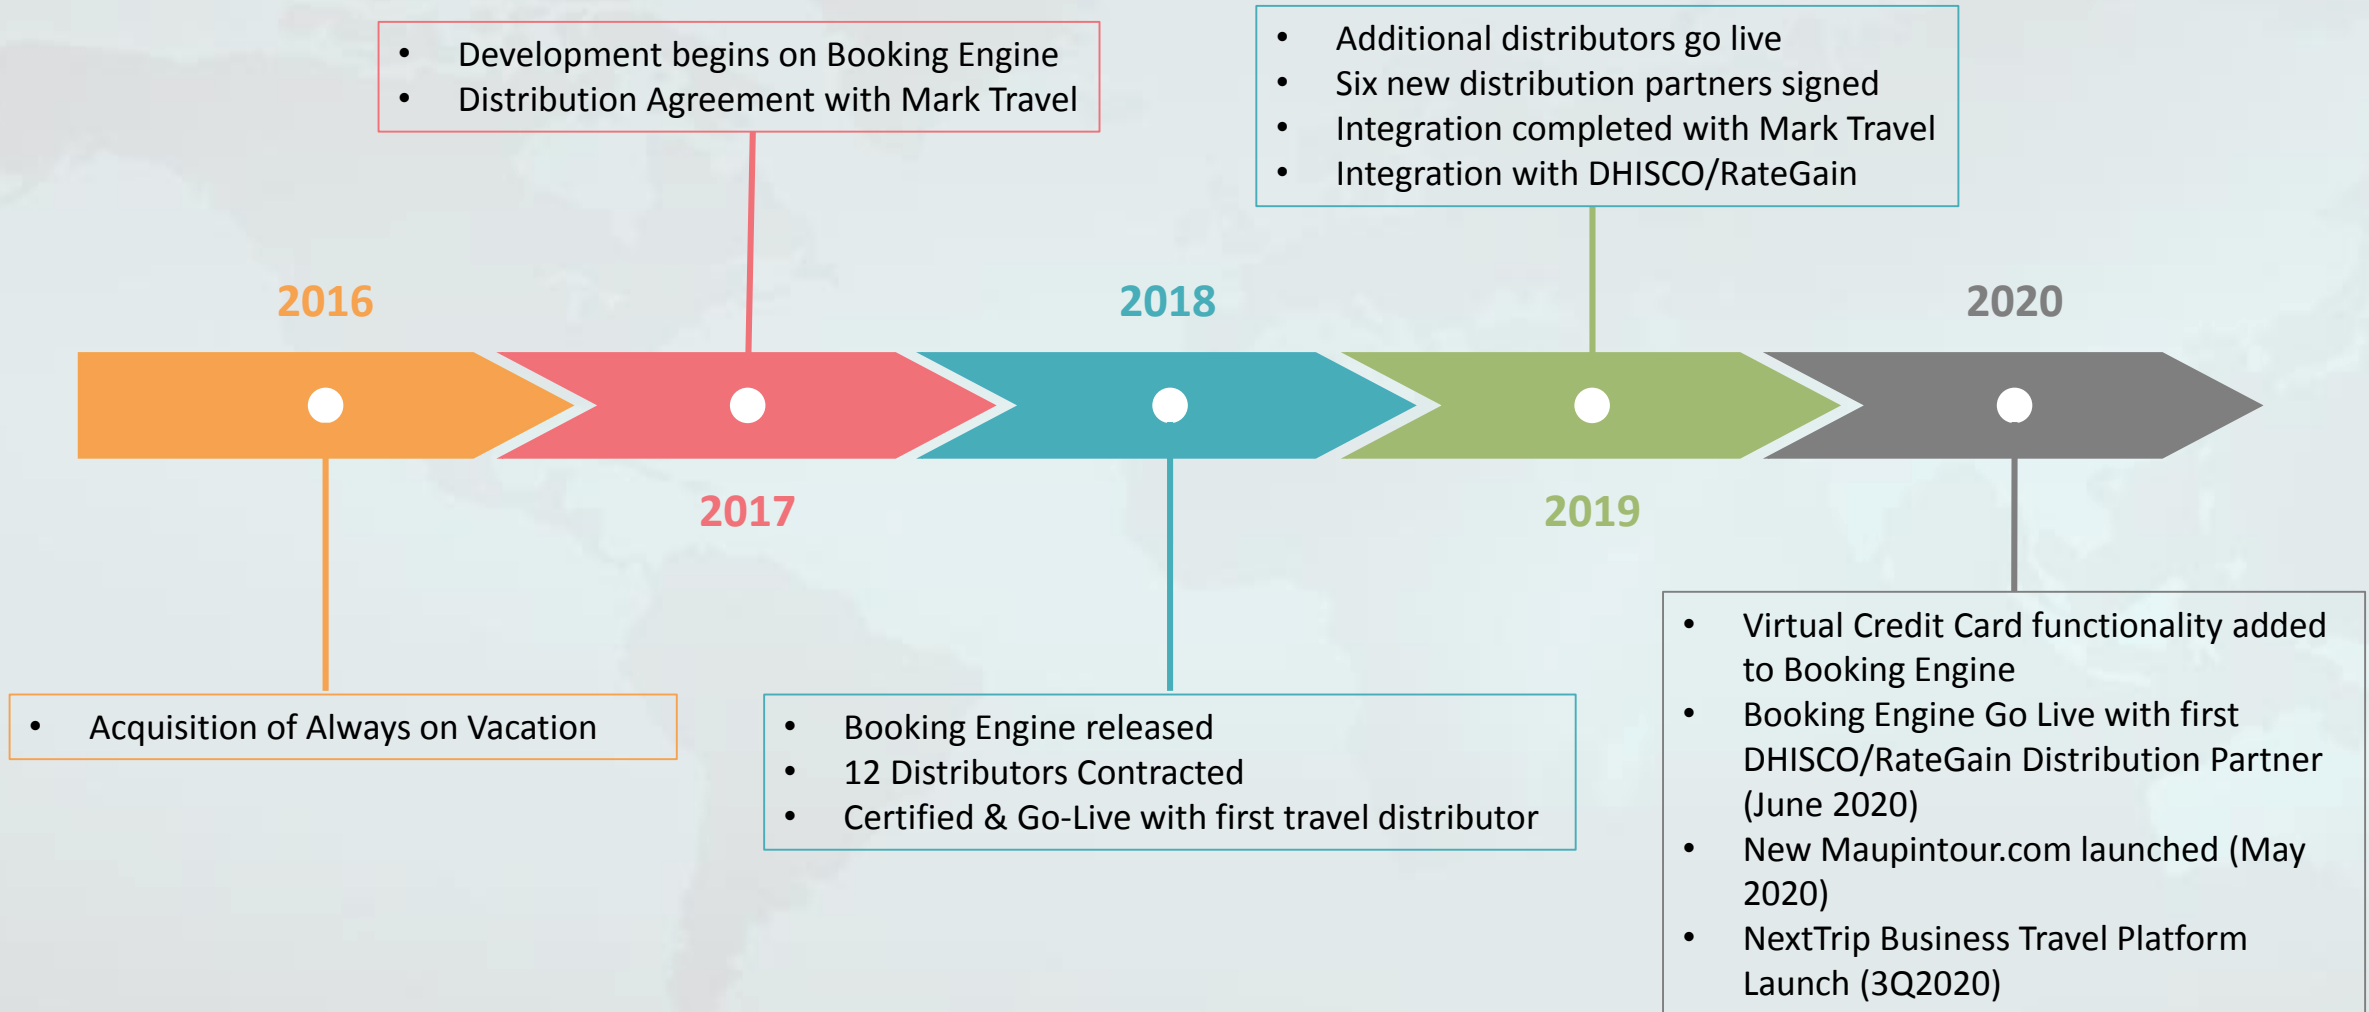 • Development begins on Booking Engine
• Distribution Agreement with Mark Travel
• Additional distributors go live
• Six new distribution partners signed
• Integration completed with Mark Travel
• Integration with DHISCO/RateGain
2016
2018
2020
2017
2019
• Acquisition of Always on Vacation
• Booking Engine released
• 12 Distributors Contracted
• Certified & Go-Live with first travel distributor
• Virtual Credit Card functionality added
to Booking Engine
• Booking Engine Go Live with first
DHISCO/RateGain Distribution Partner
(June 2020)
• New Maupintour.com launched (May
2020)
• NextTrip Business Travel Platform
Launch (3Q2020)